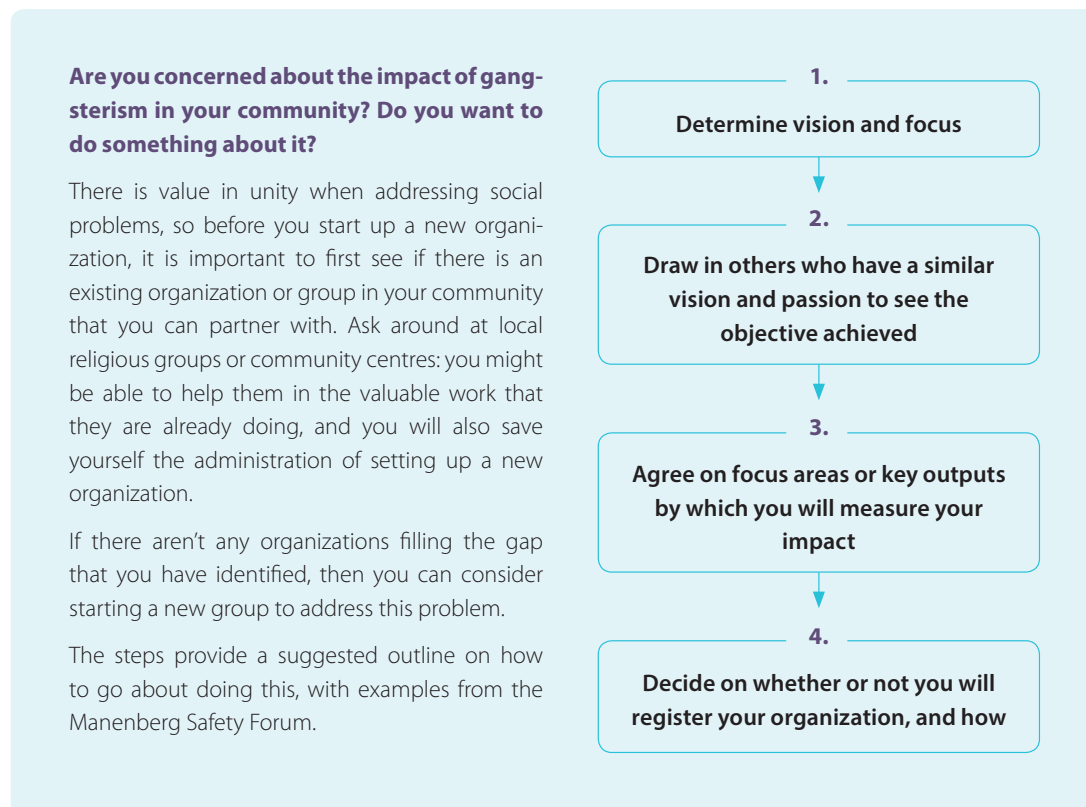 Are you concerned about the impact of gang-
sterism in your community? Do you want to
do something about it?
There is value in unity when addressing social
problems, so before you start up a new organi-
zation, it is important to first see if there is an
existing organization or group in your community
that you can partner with. Ask around at local
religious groups or community centres: you might
be able to help them in the valuable work that
they are already doing, and you will also save
yourself the administration of setting up a new
organization.
If there aren't any organizations filling the gap
that you have identified, then you can consider
starting a new group to address this problem.
The steps provide a suggested outline on how
to go about doing this, with examples from the
Manenberg Safety Forum.
1.
Determine vision and focus
2.
Draw in others who have a similar
vision and passion to see the
objective achieved
3.
Agree on focus areas or key outputs
by which you will measure your
impact
4.
Decide on whether or not you will
register your organization, and how